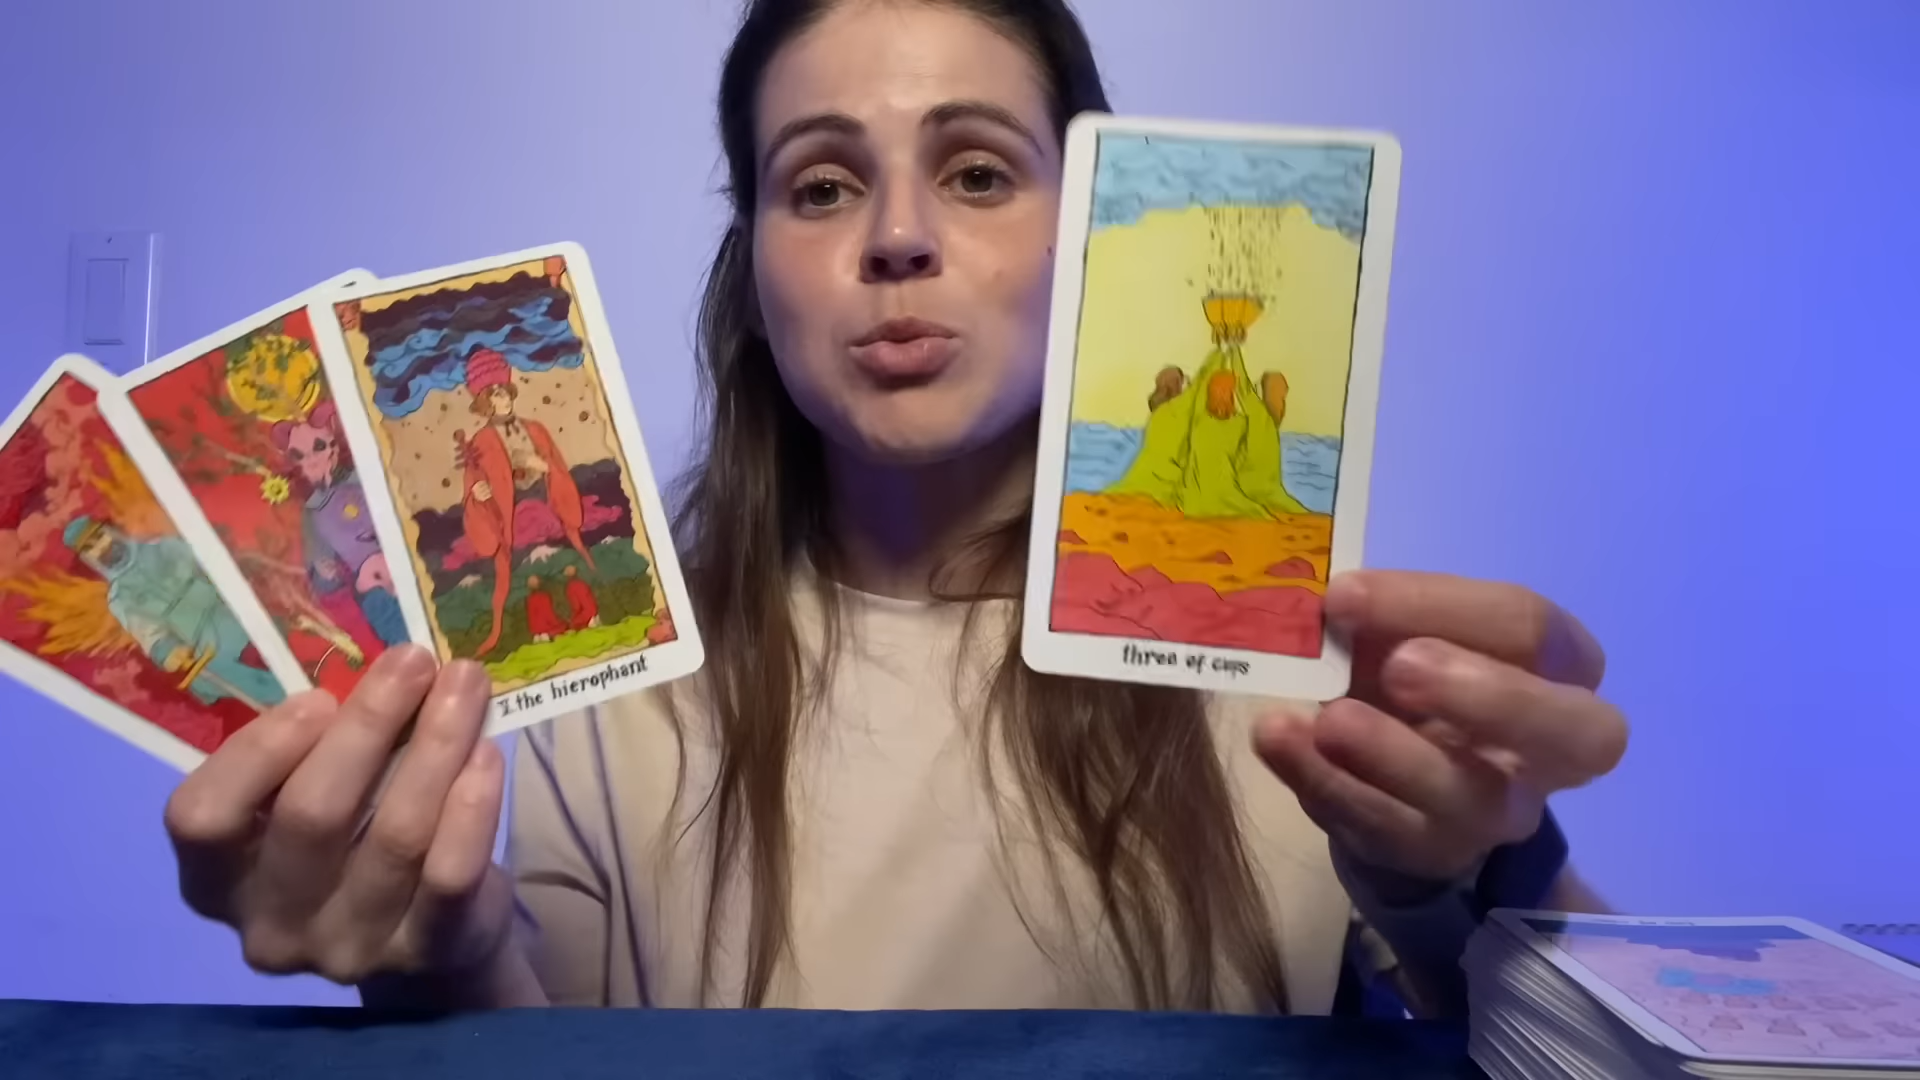 V the hierophant
three of cups